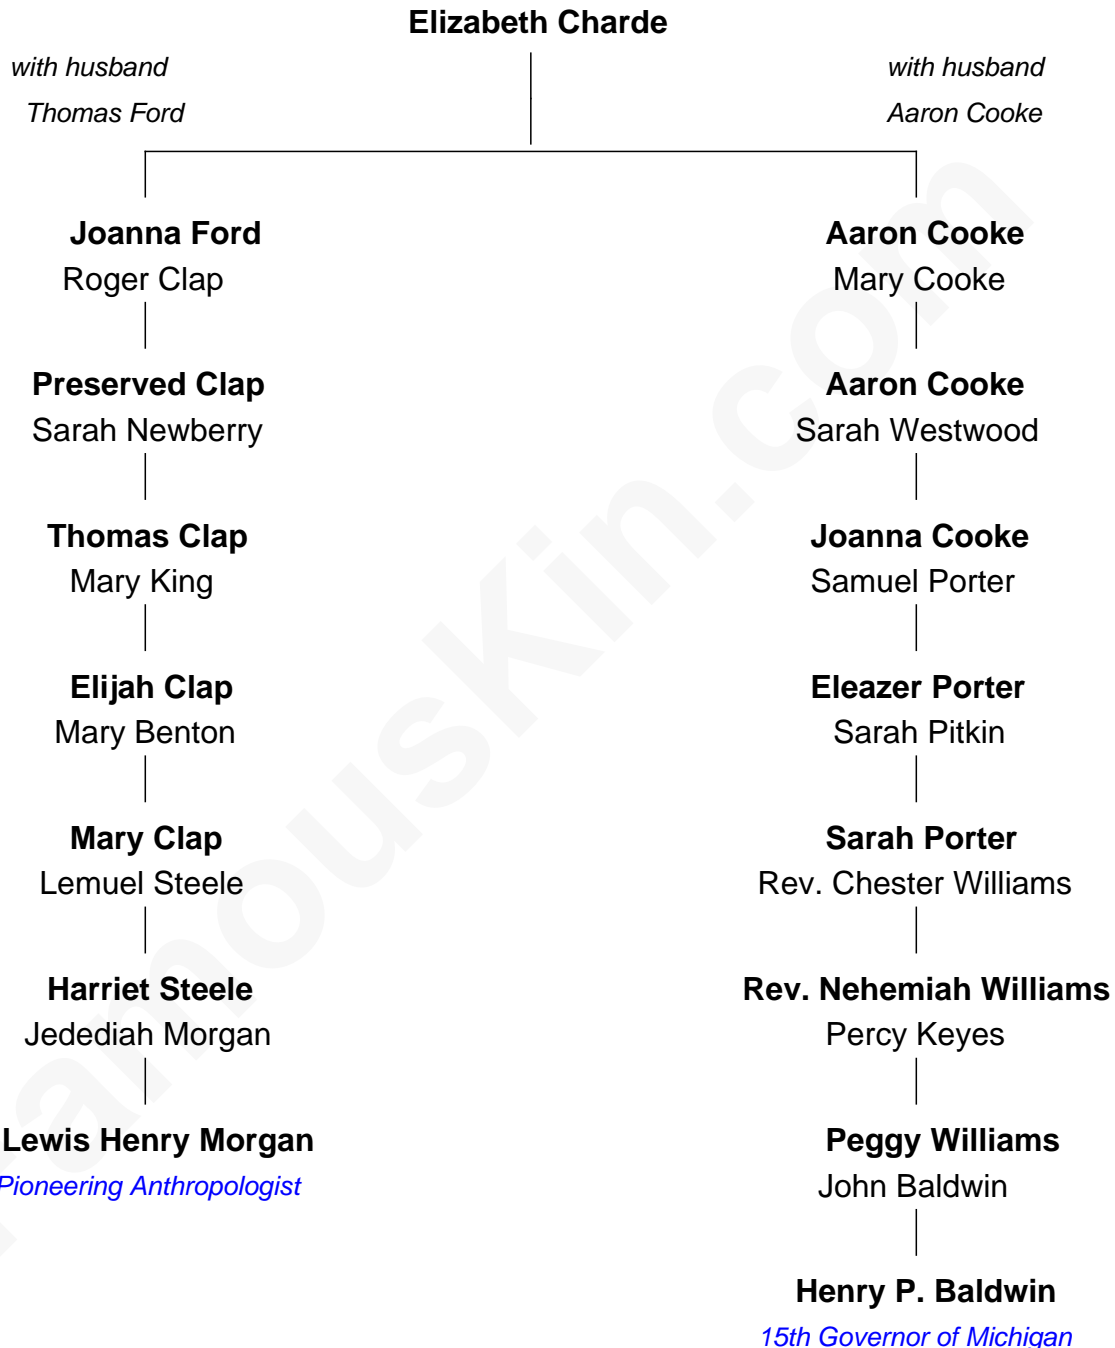 Elizabeth Charde
with husband
Thomas Ford
with husband
Aaron Cooke
Joanna Ford
Roger Clap
Aaron Cooke
Mary Cooke
Preserved Clap
Sarah Newberry
Aaron Cooke
Sarah Westwood
Thomas Clap
Mary King
Joanna Cooke
Samuel Porter
Elijah Clap
Mary Benton
Eleazer Porter
Sarah Pitkin
Mary Clap
Lemuel Steele
Sarah Porter
Rev. Chester Williams
Harriet Steele
Jedediah Morgan
Rev. Nehemiah Williams
Percy Keyes
Lewis Henry Morgan
Pioneering Anthropologist
Peggy Williams
John Baldwin
Henry P. Baldwin
15th Governor of Michigan
FamousKin.com